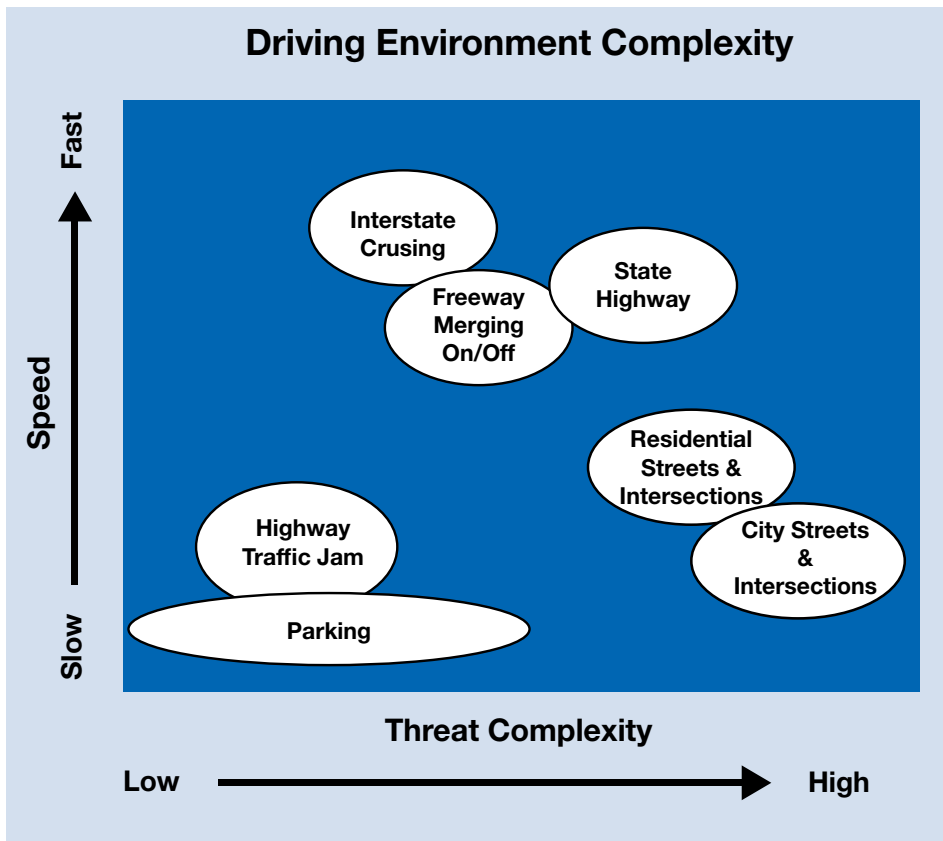 Driving Environment Complexity
Fast
Speed
Slow
Interstate
Crusing
Freeway
Merging
On/Off
State
Highway
Residential
Streets &
Intersections
City Streets
&
Intersections
Highway
Traffic Jam
Parking
Threat Complexity
Low
High